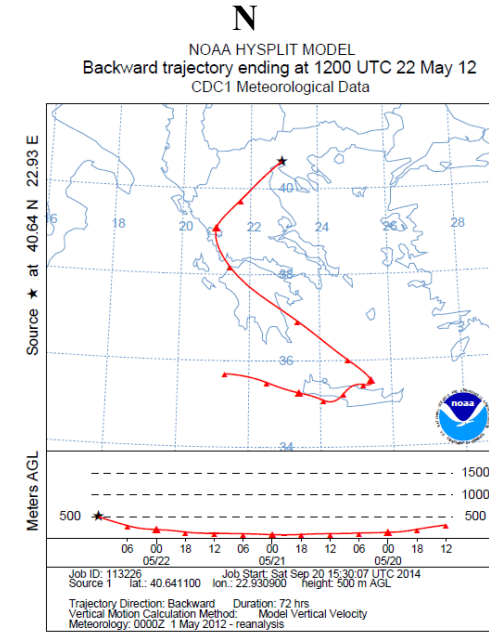 N
NOAA HYSPLIT MODEL
Backward trajectory ending at 1200 UTC 22 May 12
CDC1 Meteorological Data
Source ★ at 40.64 N 22.93 E
40
16 18 20 22 24 26 28
38
36
34
noaa
Meters AGL
1500
1000
500 500
06 00 18 12 06 00 18 12 06 00 18 12
05/22 05/21 05/20
Job ID: 113226 Job Start: Sat Sep 20 15:30:07 UTC 2014
Source 1 lat.: 40.641100 lon.: 22.930900 height: 500 m AGL
Trajectory Direction: Backward Duration: 72 hrs
Vertical Motion Calculation Method: Model Vertical Velocity
Meteorology: 0000Z 1 May 2012 - reanalysis